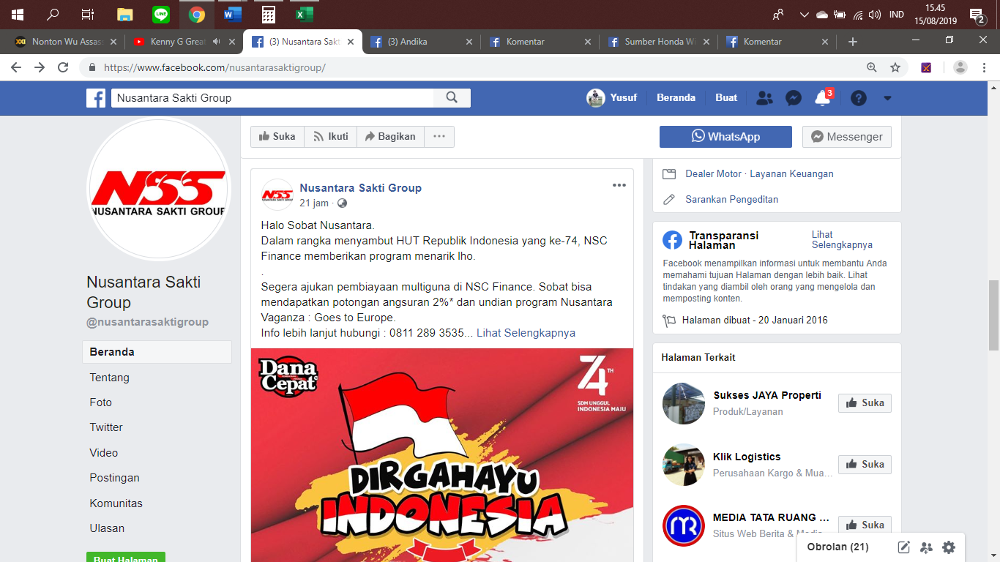 15.45
IND
15/08/2019
2
Nonton Wu Assas
Kenny G Great
(3) Nusantara Sakt
(3) Andika
Komentar
Sumber Honda Wi
Komentar
https://www.facebook.com/nusantarasaktigroup/
Nusantara Sakti Group
Yusuf
Beranda
Buat
3
Suka
Ikuti
Bagikan
WhatsApp
Messenger
NSS
NUSANTARA SAKTI GROUP
Nusantara Sakti
Group
@nusantarasaktigroup
Beranda
Tentang
Foto
Twitter
Video
Postingan
Komunitas
Ulasan
Buat Halaman
NSS
NUSANTARA SAKTI GROUP
Nusantara Sakti Group
21 jam ·
Halo Sobat Nusantara.
Dalam rangka menyambut HUT Republik Indonesia yang ke-74, NSC
Finance memberikan program menarik lho.
.
Segera ajukan pembiayaan multiguna di NSC Finance. Sobat bisa
mendapatkan potongan angsuran 2%* dan undian program Nusantara
Vaganza : Goes to Europe.
Info lebih lanjut hubungi : 0811 289 3535... Lihat Selengkapnya
Dana
Cepat
74TH
SDM UNGGUL
INDONESIA MAJU
DIRGAHAYU
INDONESIA
Dealer Motor · Layanan Keuangan
Sarankan Pengeditan
Transparansi
Halaman
Lihat
Selengkapnya
Facebook menampilkan informasi untuk membantu Anda
memahami tujuan Halaman dengan lebih baik. Lihat
tindakan yang diambil oleh orang yang mengelola dan
memposting konten.
Halaman dibuat - 20 Januari 2016
Halaman Terkait
Sukses JAYA Properti
Produk/Layanan
Suka
Klik Logistics
Perusahaan Kargo & Mua...
Suka
MEDIA TATA RUANG ...
Situs Web Berita & Media
Suka
Obrolan (21)